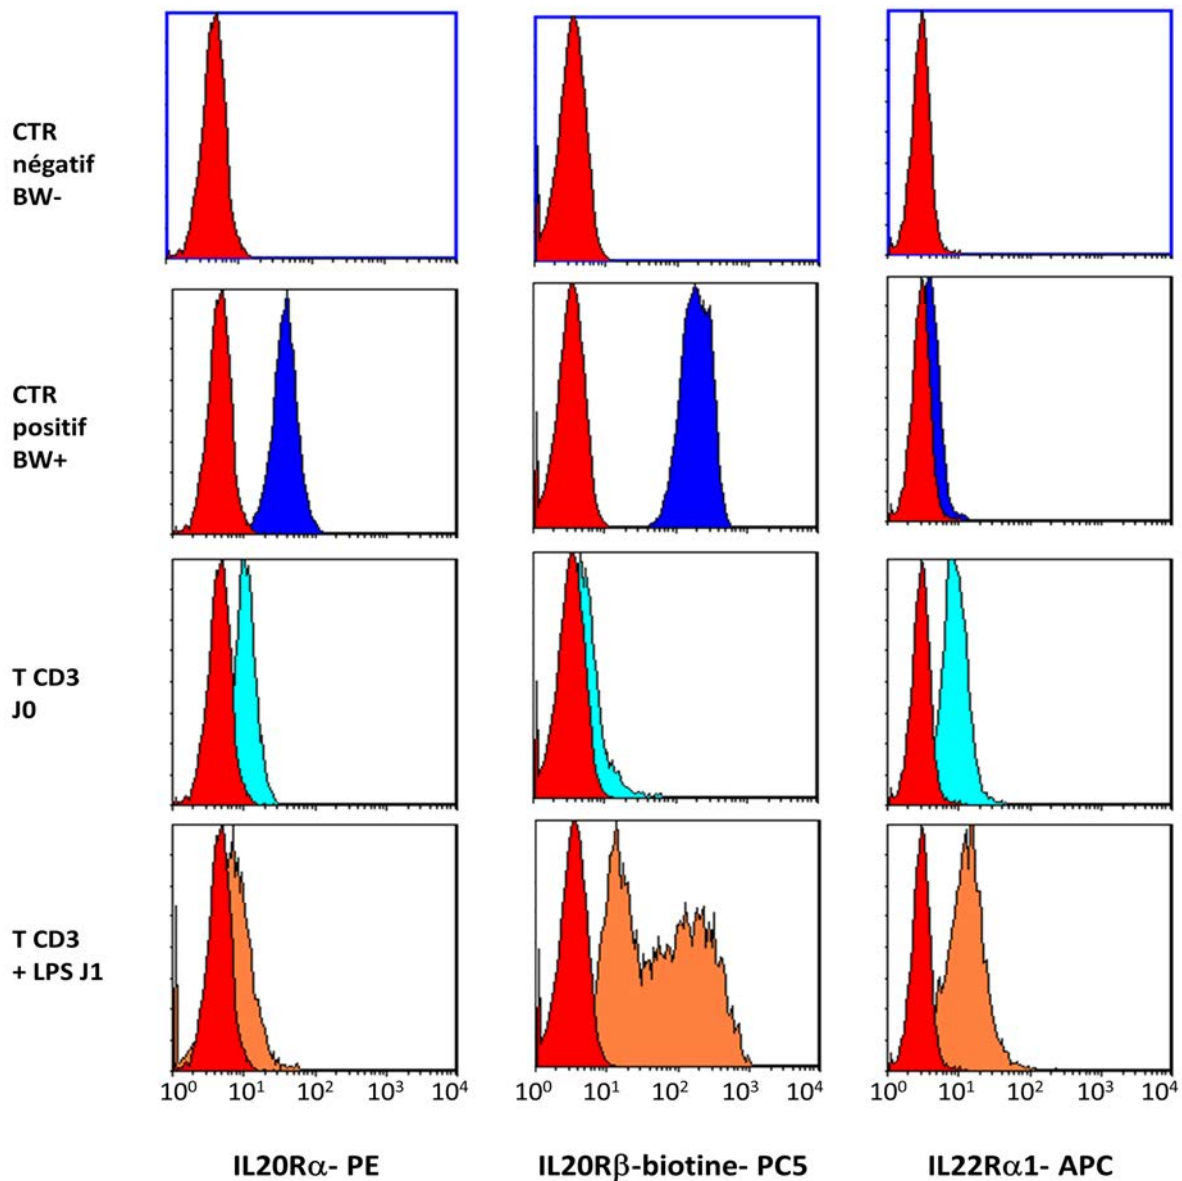 CTR
négatif
BW-
CTR
positif
BW+
T CD3
J0
T CD3
+ LPS J1
10⁰ 10¹ 10² 10³ 10⁴
10⁰ 10¹ 10² 10³ 10⁴
10⁰ 10¹ 10² 10³ 10⁴
IL20Rα- PE
IL20Rβ-biotine- PC5
IL22Rα1- APC